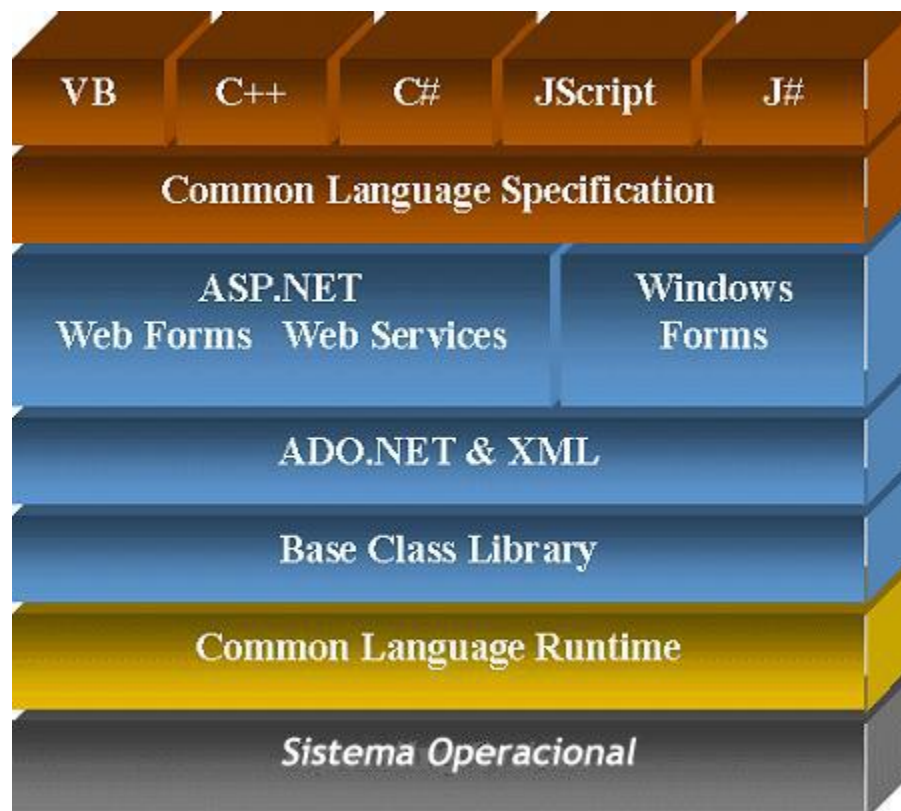 VB C++ C# JScript J#
Common Language Specification
ASP.NET
Web Forms Web Services
Windows
Forms
ADO.NET & XML
Base Class Library
Common Language Runtime
Sistema Operacional